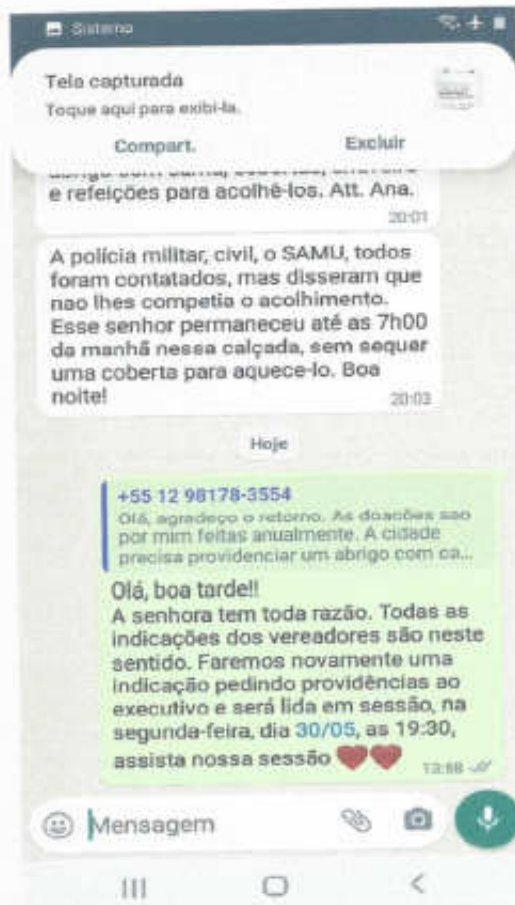 Sistema
Tela capturada
Toque aqui para exibi-la.
Compart. Excluir
e refeições para acolhê-los. Att. Ana.
20:01
A polícia militar, civil, o SAMU, todos
foram contatados, mas disseram que
nao lhes competia o acolhimento.
Esse senhor permaneceu até as 7h00
da manhã nessa calçada, sem sequer
uma coberta para aquece-lo. Boa
noite!
20:03
Hoje
+55 12 98178-3554
Olá, agradeço o retorno. As doações sao
por mim feitas anualmente. A cidade
precisa providenciar um abrigo com ca...
Olá, boa tarde!!
A senhora tem toda razão. Todas as
indicações dos vereadores são neste
sentido. Faremos novamente uma
indicação pedindo providências ao
executivo e será lida em sessão, na
segunda-feira, dia 30/05, as 19:30,
assista nossa sessão ❤❤
Mensagem